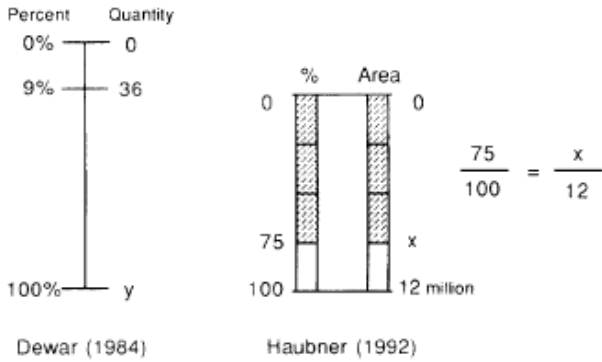 Percent Quantity
0% 0
9% 36
100% y
Dewar (1984)
% Area
0 0
75 x
100 12 million
Haubner (1992)
75 x
100 = 12